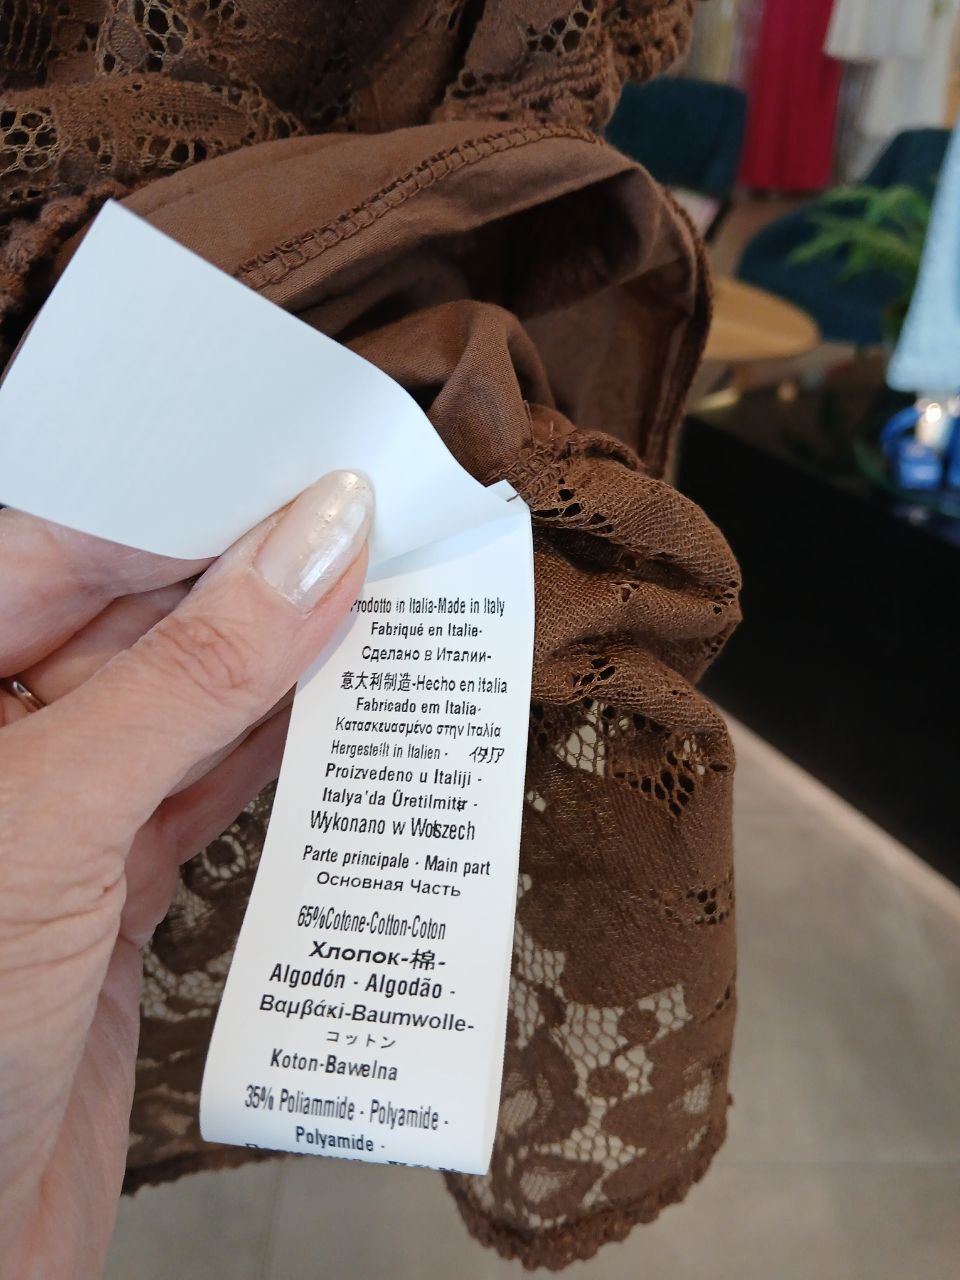 Prodotto in Italia-Made in Italy
Fabriqué en Italie-
Сделано в Италии-
意大利制造-Hecho en Italia
Fabricado em Italia-
Κατασκευασμένο στην Ιταλία
Hergestellt in Italien - イタリア
Proizvedeno u Italiji -
Italya'da Üretilmitir -
Wykonano w Wołszech
Parte principale - Main part
Основная Часть
65%Cotone-Cotton-Coton
Хлопок-棉-
Algodón - Algodão -
Βαμβάκι-Baumwolle-
コットン
Koton-Bawełna
35% Poliammide - Polyamide -
Polyamide -